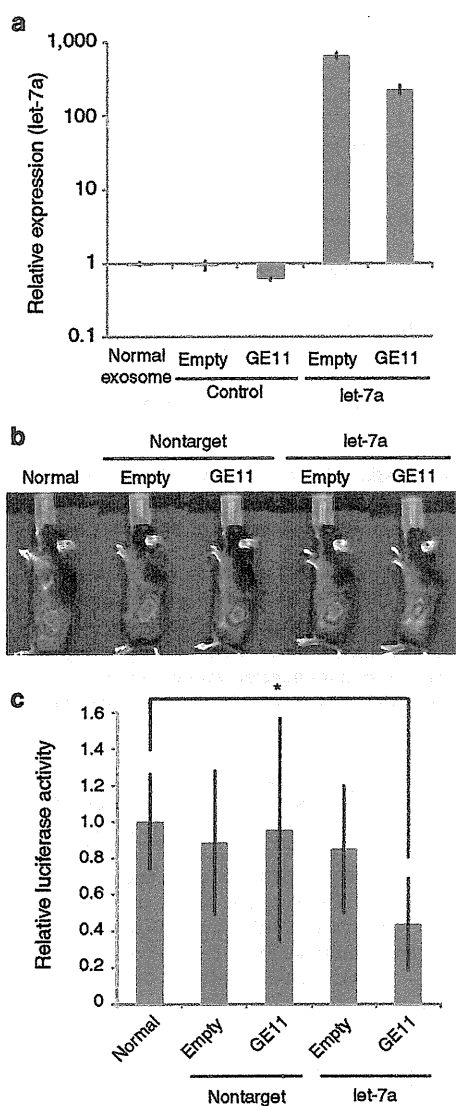 a
Relative expression (let-7a)
1,000
100
10
1
0.1
Normal exosome
Empty
GE11
Empty
GE11
Control
let-7a
b
Nontarget
let-7a
Normal
Empty
GE11
Empty
GE11
c
*
Relative luciferase activity
1.6
1.4
1.2
1.0
0.8
0.6
0.4
0.2
0
Normal
Empty
GE11
Empty
GE11
Nontarget
let-7a